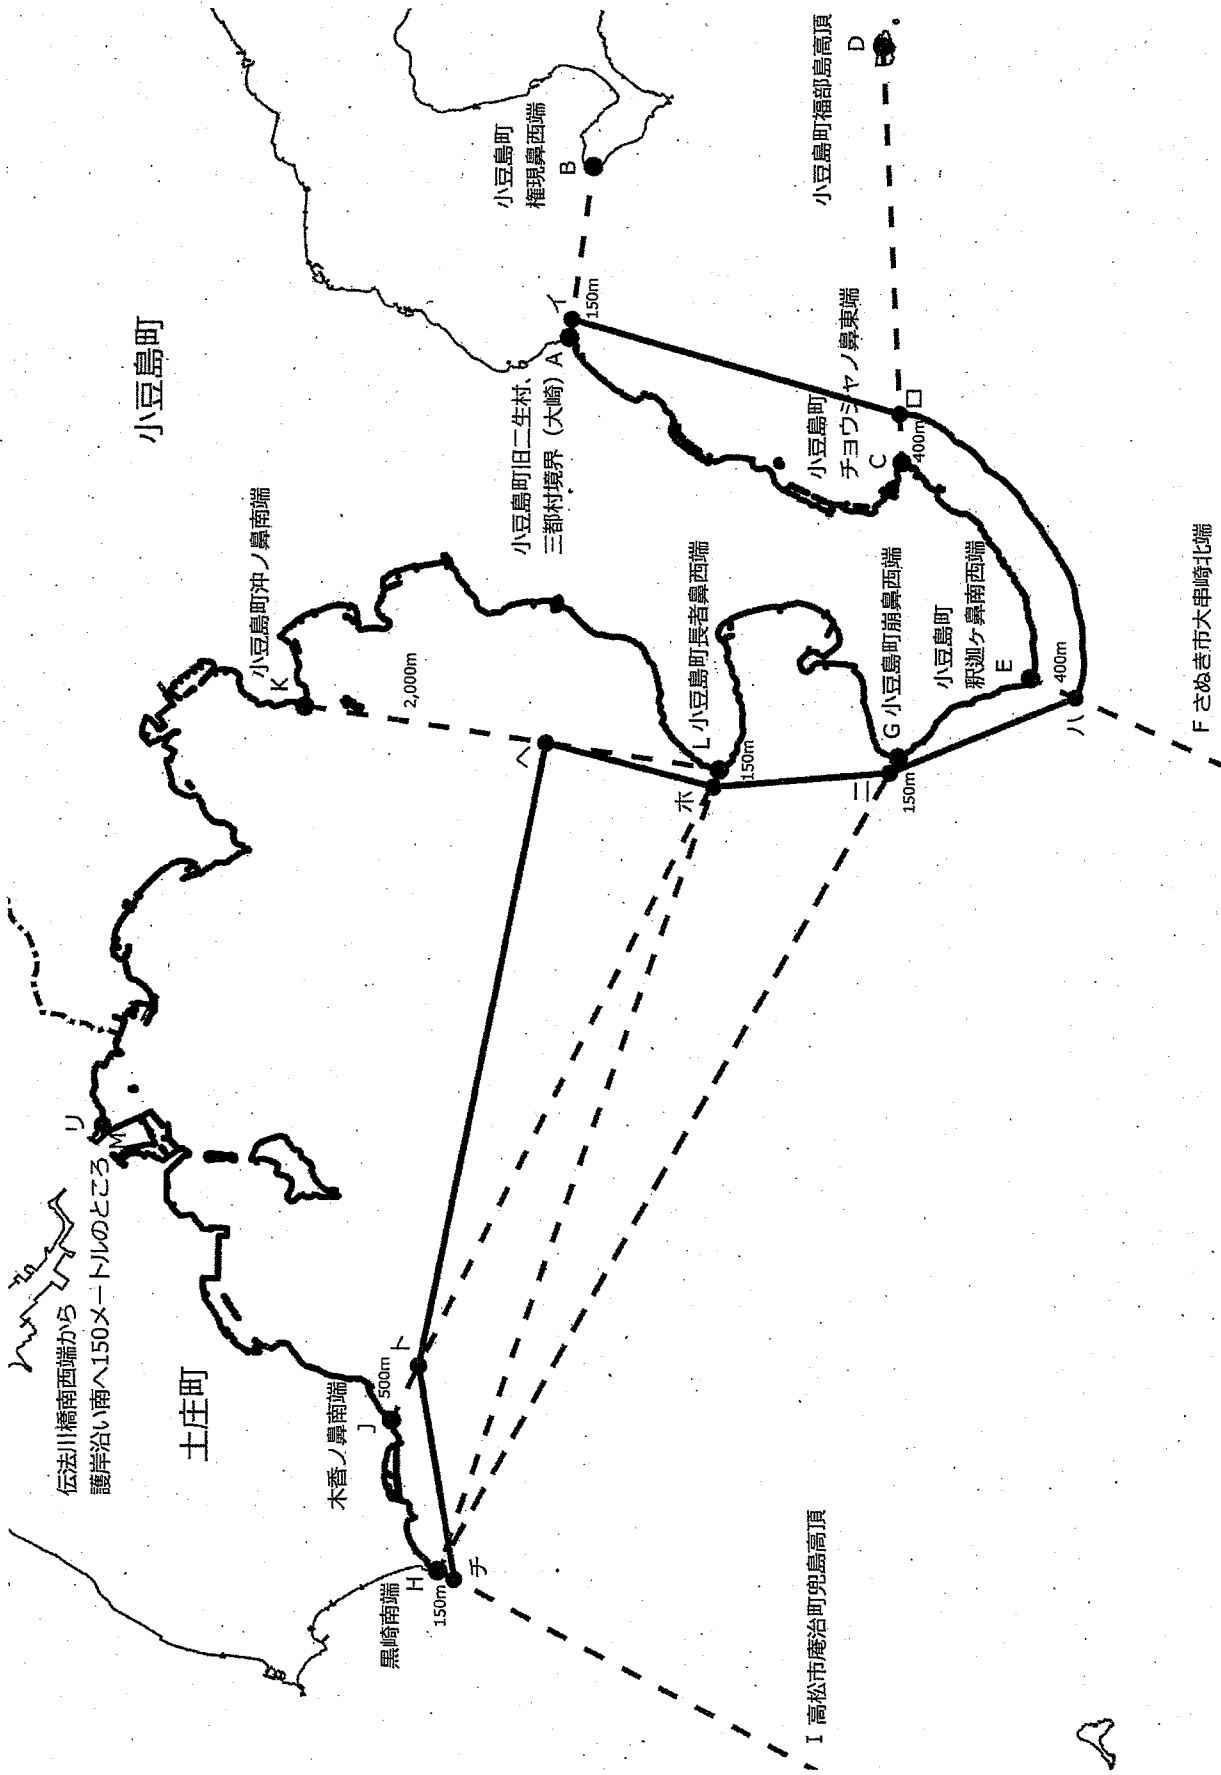 伝法川橋南西端から
護岸沿い南へ150メートルのところ
リ
M
土庄町
木香ノ鼻南端
J
500m
ト
黒崎南端
H
150m
チ
I 高松市庵治町兜島高頂
小豆島町
小豆島町沖ノ鼻南端
K
2,000m
ヘ
小豆島町旧二生村、
三都村境界（大崎）
A
イ
150m
小豆島町
権現鼻西端
B
L 小豆島町長者鼻西端
ホ
150m
小豆島町
チョウシャノ鼻東端
C
ロ
400m
小豆島町福部島高頂
D
G 小豆島町崩鼻西端
ニ
150m
小豆島町
釈迦ヶ鼻南西端
E
400m
ハ
F さぬき市大串崎北端